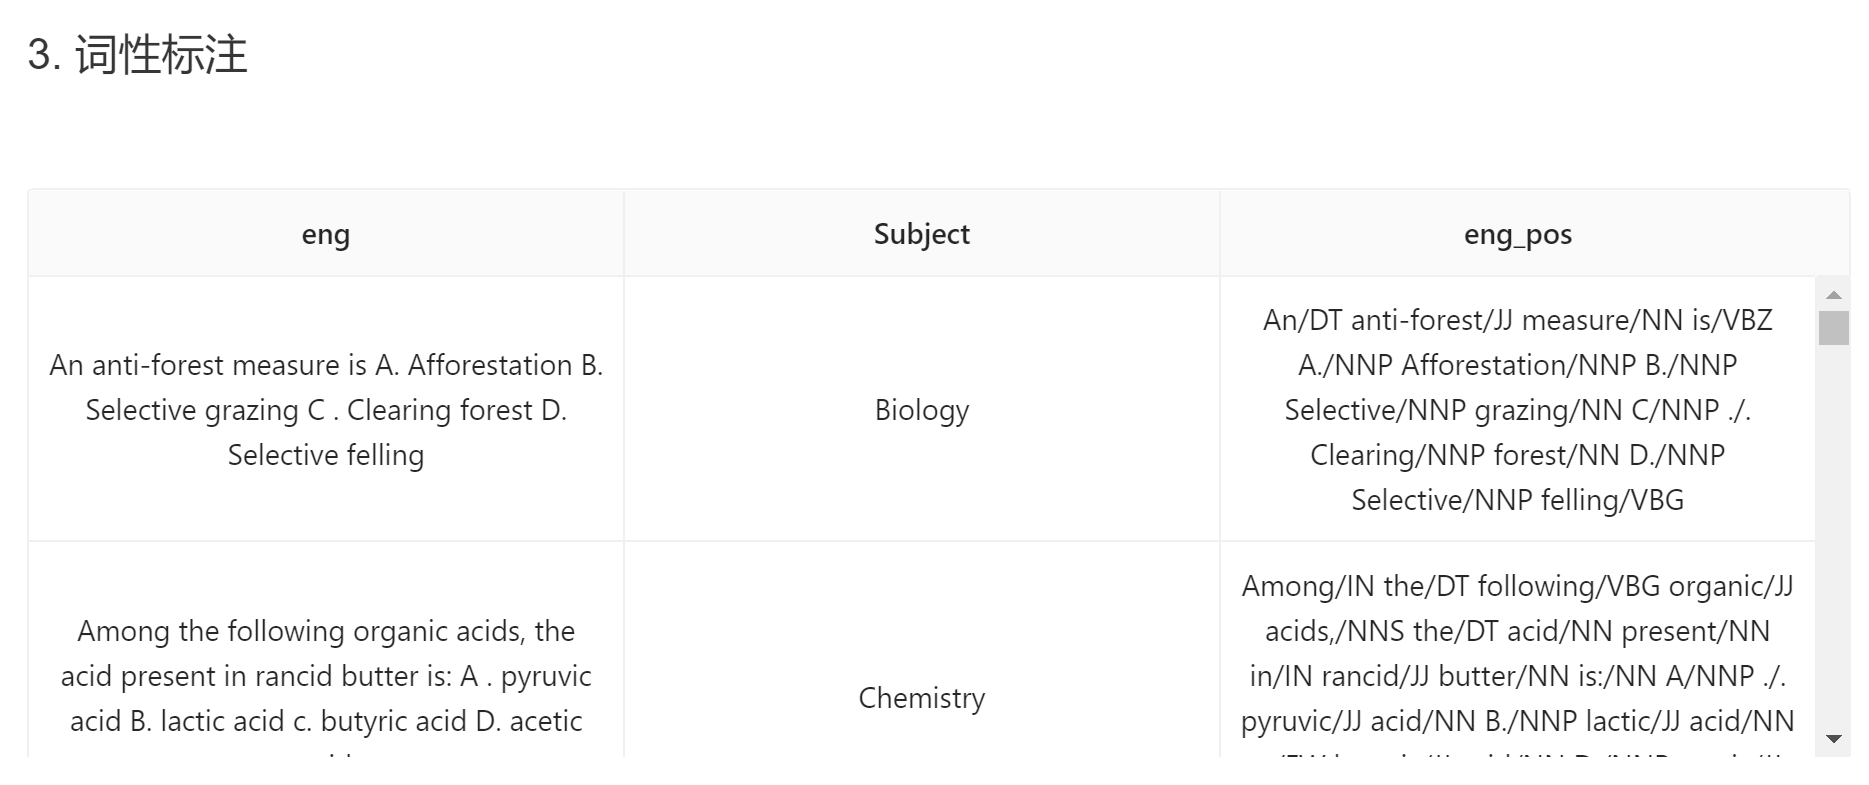 3. 词性标注
eng
Subject
eng_pos
An anti-forest measure is A. Afforestation B.
Selective grazing C . Clearing forest D.
Selective felling
Biology
An/DT anti-forest/JJ measure/NN is/VBZ
A./NNP Afforestation/NNP B./NNP
Selective/NNP grazing/NN C/NNP ./.
Clearing/NNP forest/NN D./NNP
Selective/NNP felling/VBG
Among the following organic acids, the
acid present in rancid butter is: A . pyruvic
acid B. lactic acid c. butyric acid D. acetic
Chemistry
Among/IN the/DT following/VBG organic/JJ
acids,/NNS the/DT acid/NN present/NN
in/IN rancid/JJ butter/NN is:/NN A/NNP ./.
pyruvic/JJ acid/NN B./NNP lactic/JJ acid/NN